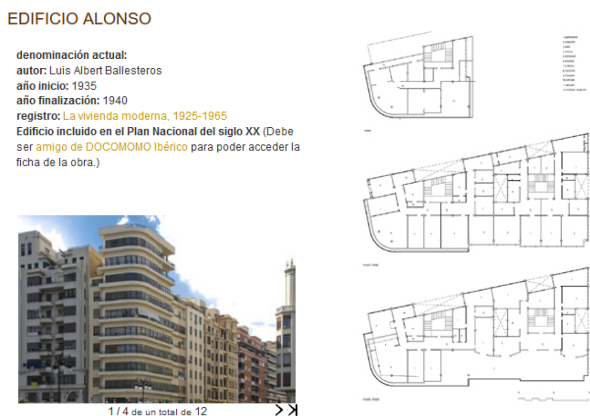 EDIFICIO ALONSO
denominación actual:
autor: Luis Albert Ballesteros
año inicio: 1935
año finalización: 1940
registro: La vivienda moderna, 1925-1965
Edificio incluido en el Plan Nacional del siglo XX (Debe
ser amigo de DOCOMOMO Ibérico para poder acceder la
ficha de la obra.)
1 / 4 de un total de 12